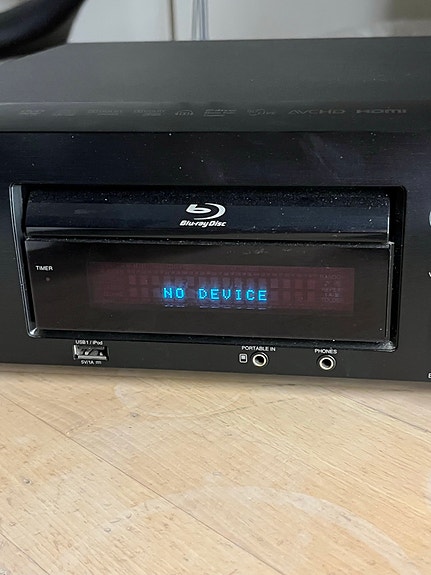 AVCHD HDMI
Blu-ray Disc
TIMER
NO DEVICE
USB1 / iPod
5V/1A
PORTABLE IN
PHONES